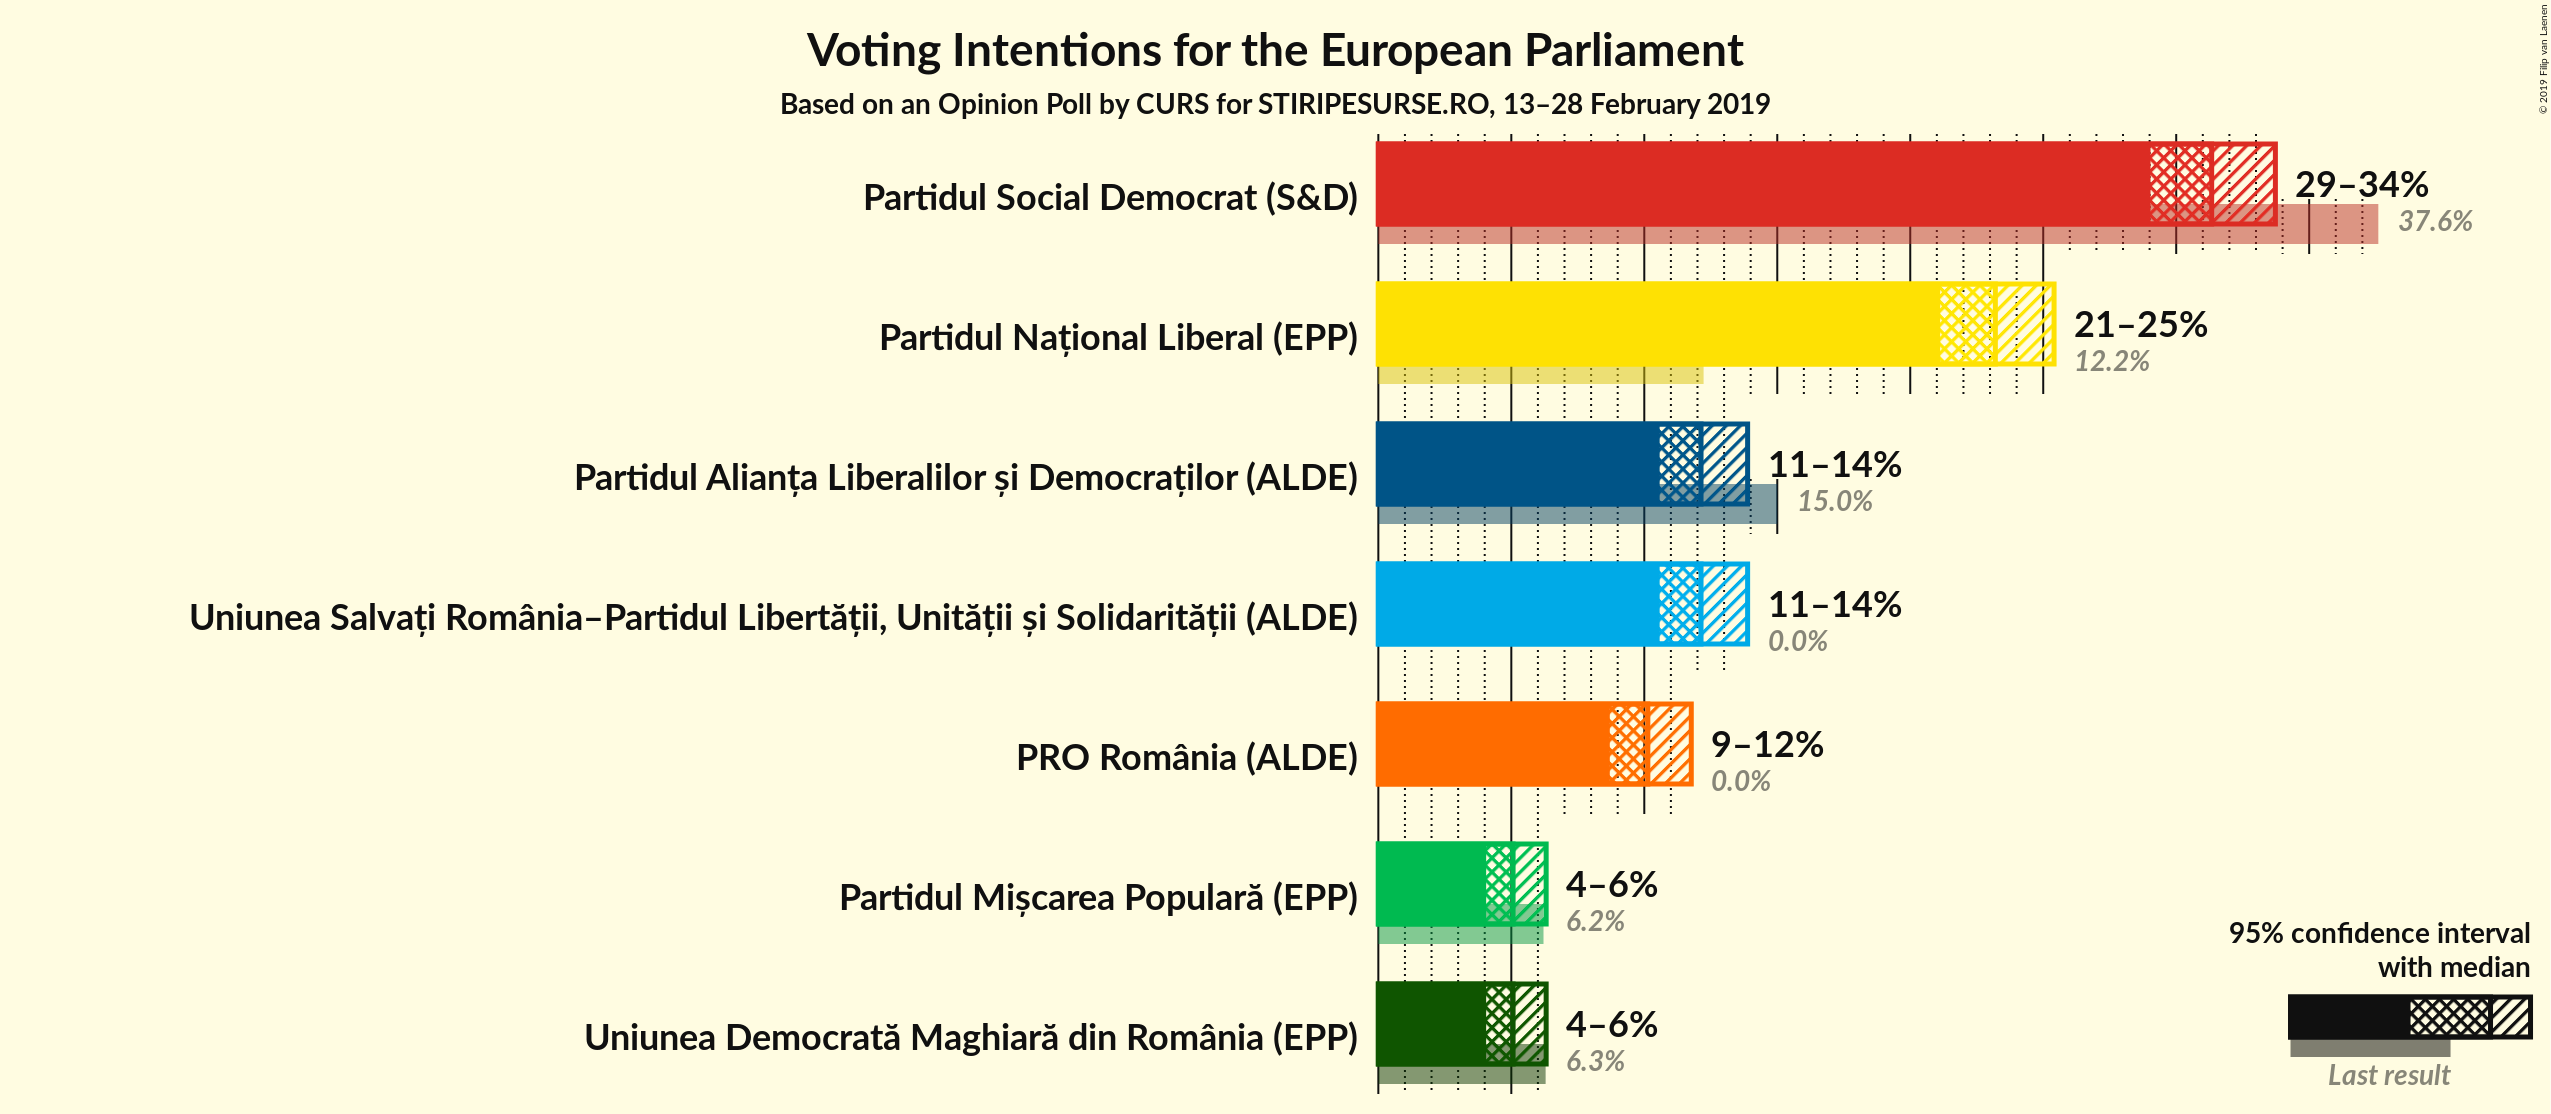 Voting Intentions for the European Parliament
Based on an Opinion Poll by CURS for STIRIPESURSE.RO, 13–28 February 2019
© 2019 Filip van Laenen
Partidul Social Democrat (S&D)
29–34%
37.6%
Partidul Național Liberal (EPP)
21–25%
12.2%
Partidul Alianța Liberalilor și Democraților (ALDE)
11–14%
15.0%
Uniunea Salvați România–Partidul Libertății, Unității și Solidarității (ALDE)
11–14%
0.0%
PRO România (ALDE)
9–12%
0.0%
Partidul Mișcarea Populară (EPP)
4–6%
6.2%
Uniunea Democrată Maghiară din România (EPP)
4–6%
6.3%
95% confidence interval
with median
Last result